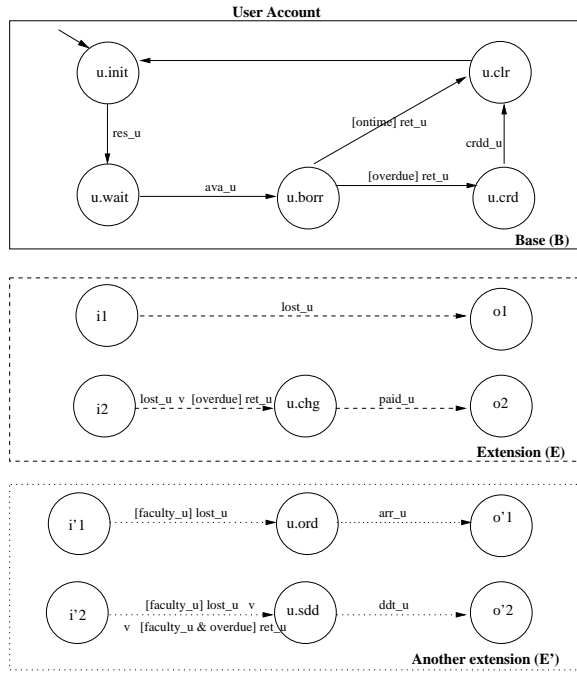 User Account
u.init
u.clr
[ontime] ret_u
res_u
crdd_u
[overdue] ret_u
ava_u
u.wait
u.borr
u.crd
Base (B)
lost_u
i1
o1
lost_u v [overdue] ret_u
u.chg
paid_u
i2
o2
Extension (E)
[faculty_u] lost_u
arr_u
i'1
u.ord
o'1
[faculty_u] lost_u v
u.sdd
ddt_u
i'2
o'2
v [faculty_u & overdue] ret_u
Another extension (E')